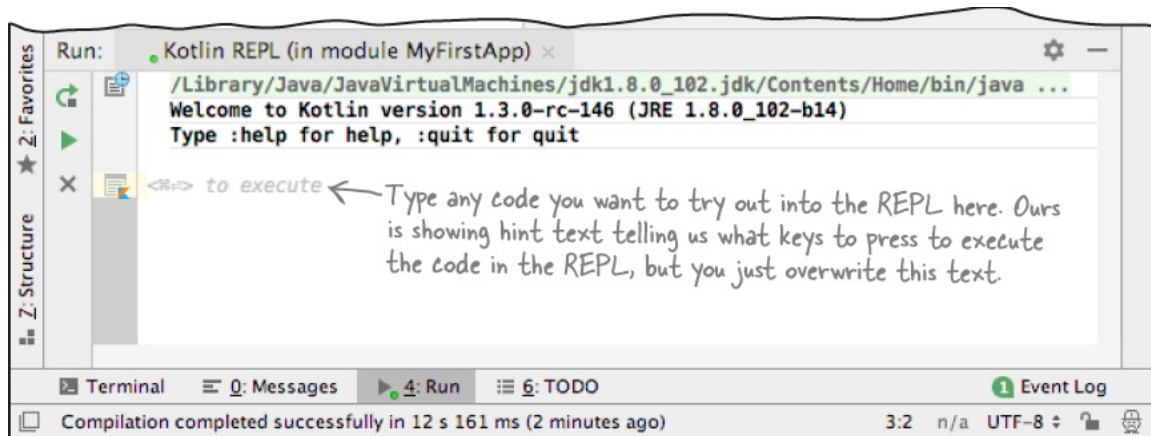 Run: Kotlin REPL (in module MyFirstApp) ×
2: Favorites
/Library/Java/JavaVirtualMachines/jdk1.8.0_102.jdk/Contents/Home/bin/java ...
Welcome to Kotlin version 1.3.0-rc-146 (JRE 1.8.0_102-b14)
Type :help for help, :quit for quit
<⌘⏎> to execute
Type any code you want to try out into the REPL here. Ours
is showing hint text telling us what keys to press to execute
the code in the REPL, but you just overwrite this text.
Z: Structure
Terminal 0: Messages 4: Run 6: TODO 1 Event Log
Compilation completed successfully in 12 s 161 ms (2 minutes ago) 3:2 n/a UTF-8